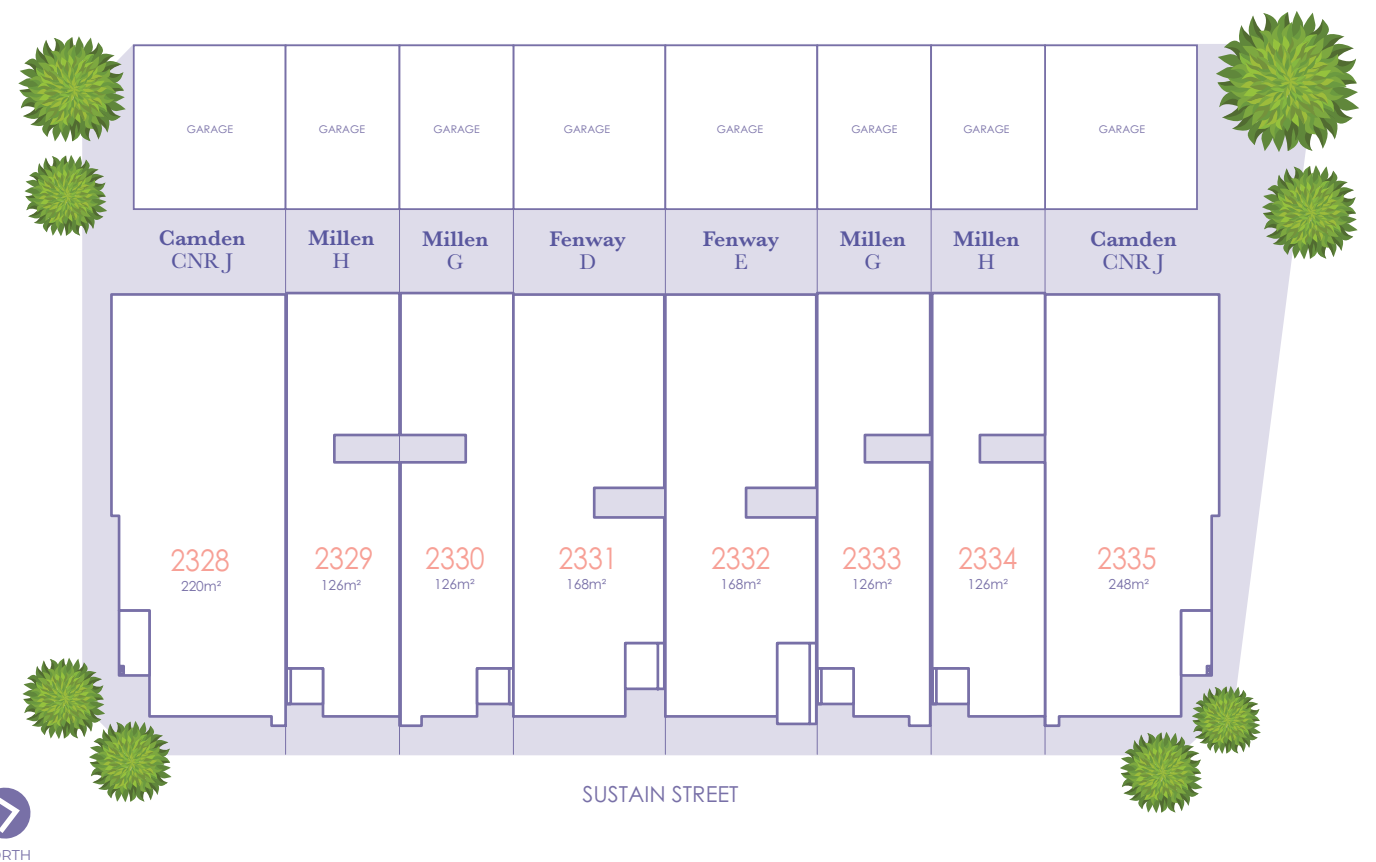 GARAGE GARAGE GARAGE GARAGE GARAGE GARAGE GARAGE GARAGE
Camden Millen Millen Fenway Fenway Millen Millen Camden
CNR J H G D E G H CNR J
2328 2329 2330 2331 2332 2333 2334 2335
220m² 126m² 126m² 168m² 168m² 126m² 126m² 248m²
SUSTAIN STREET
ORTH